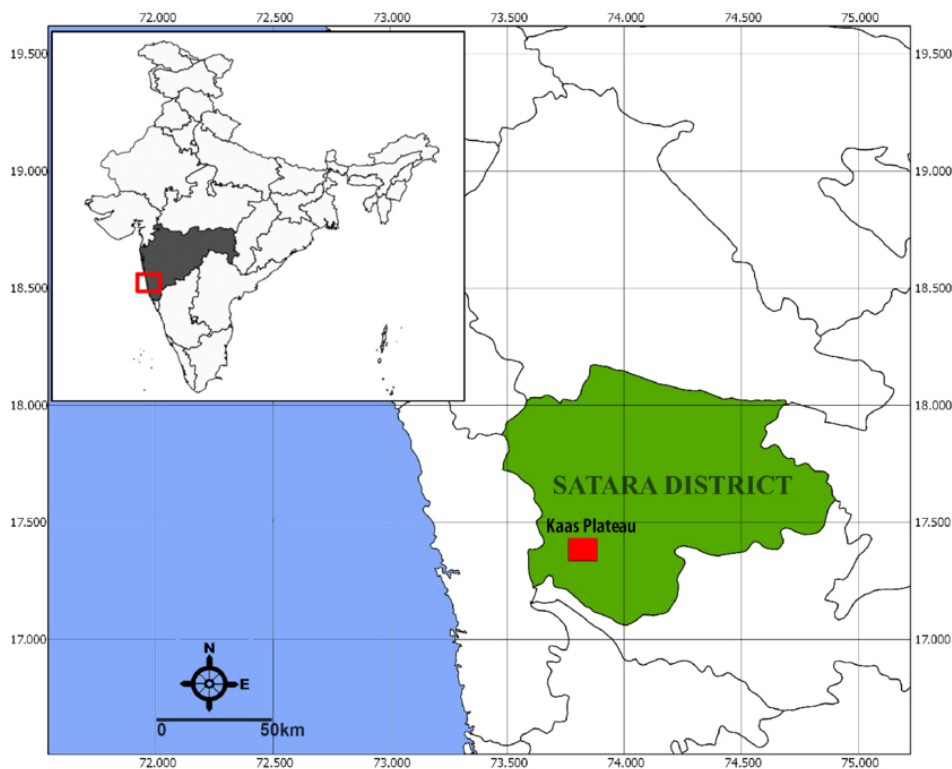 72.000 72.500 73.000 73.500 74.000 74.500 75.000
19.500 19.500
19.000 19.000
18.500 18.500
18.000 18.000
SATARA DISTRICT
17.500 17.500
Kaas Plateau
17.000 17.000
N
E
0 50km
72.000 72.500 73.000 73.500 74.000 74.500 75.000